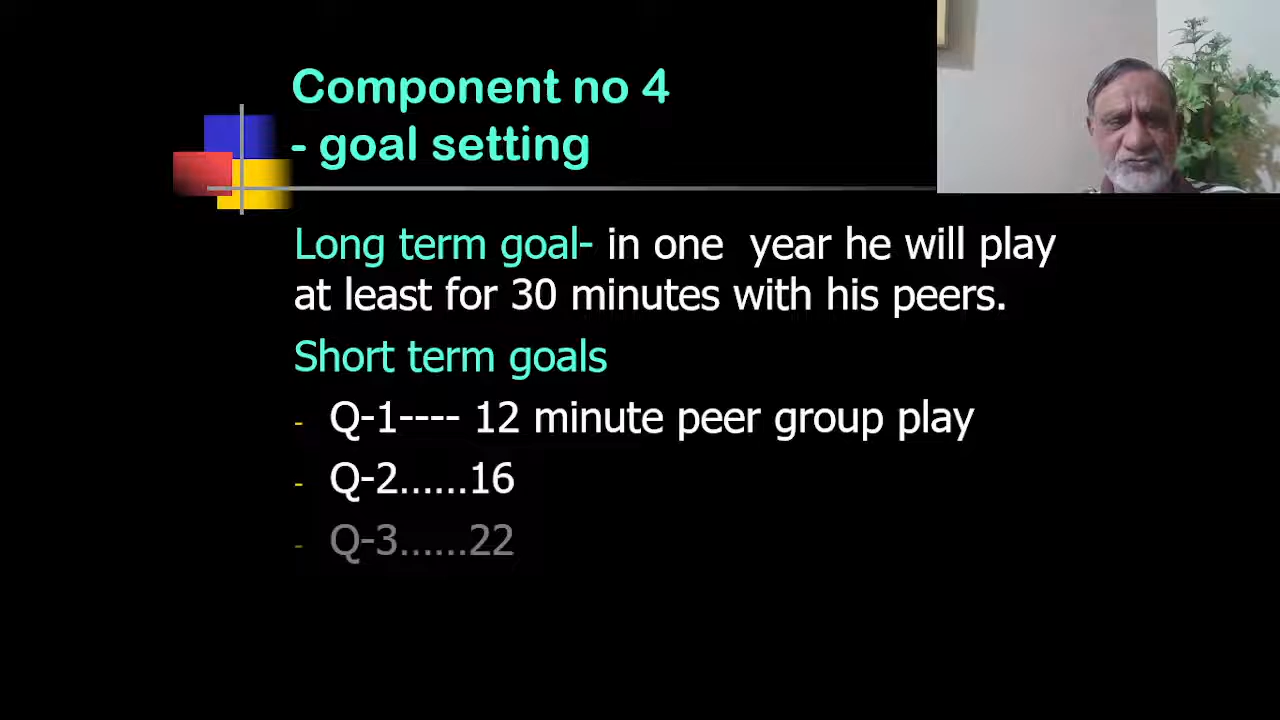 Component no 4
- goal setting
Long term goal- in one year he will play
at least for 30 minutes with his peers.
Short term goals
- Q-1---- 12 minute peer group play
- Q-2......16
- Q-3......22